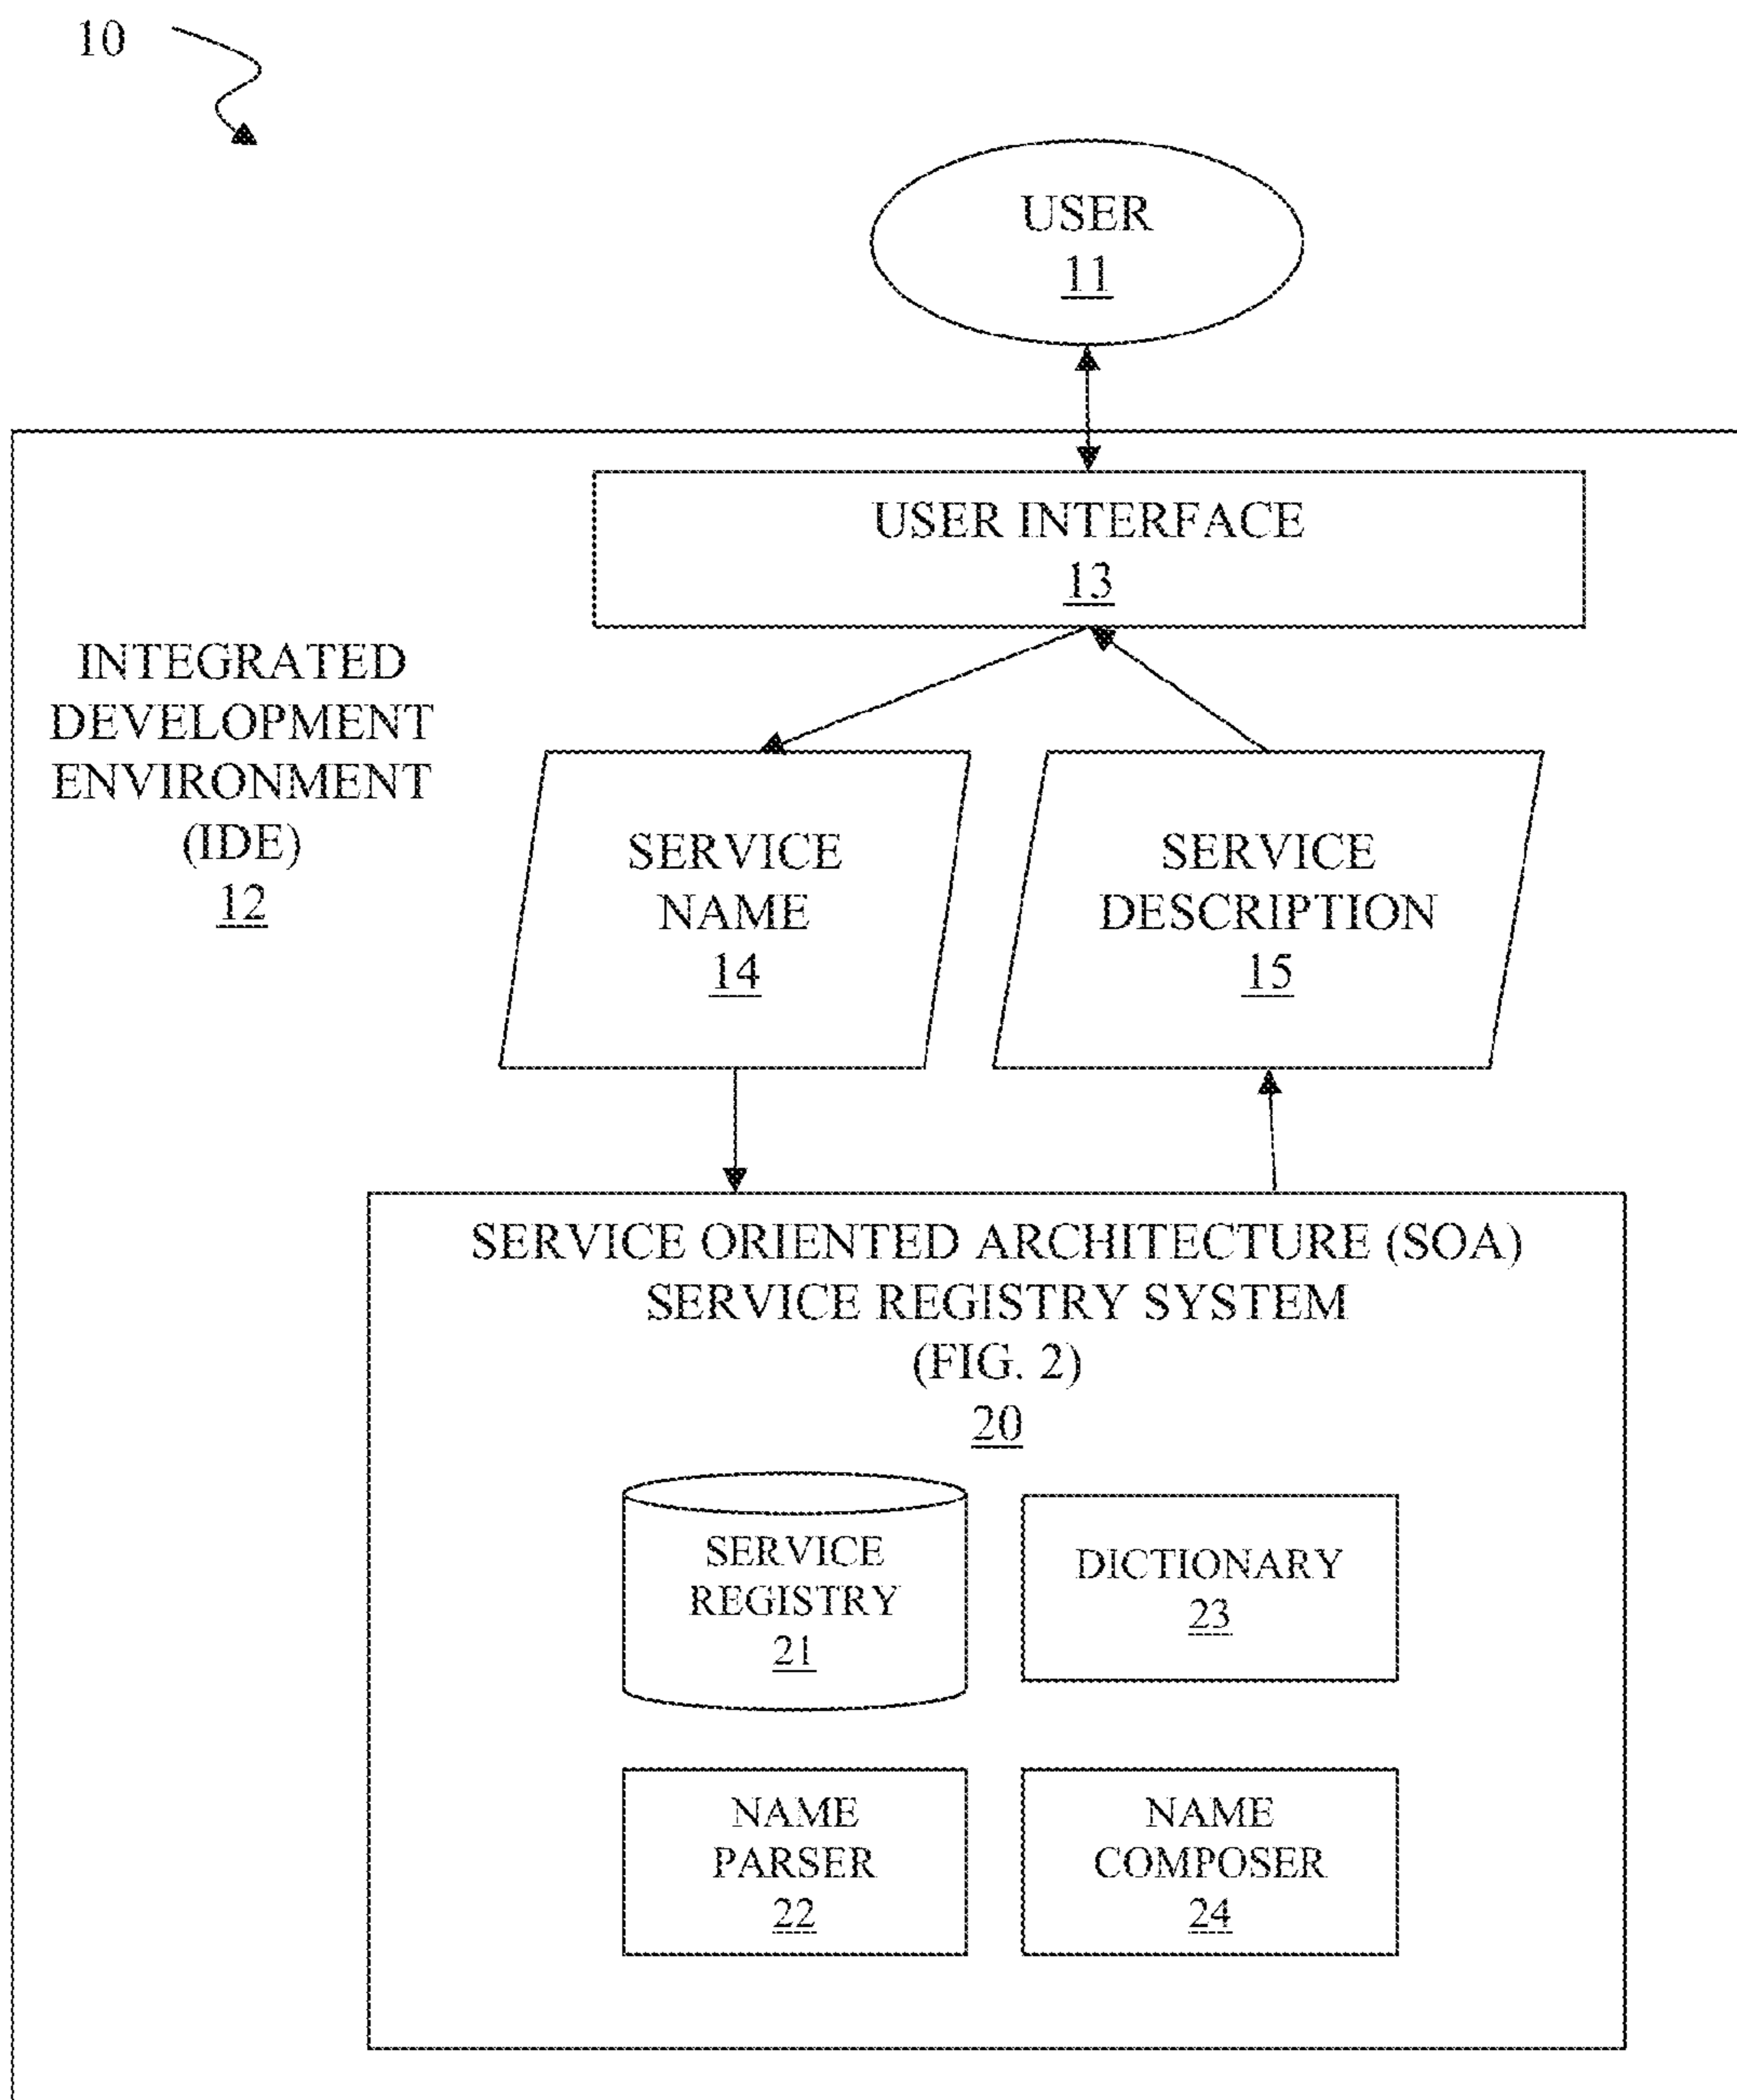 10
USER
11
USER INTERFACE
13
INTEGRATED
DEVELOPMENT
ENVIRONMENT
(IDE)
12
SERVICE
NAME
14
SERVICE
DESCRIPTION
15
SERVICE ORIENTED ARCHITECTURE (SOA)
SERVICE REGISTRY SYSTEM
(FIG. 2)
20
SERVICE
REGISTRY
21
DICTIONARY
23
NAME
PARSER
22
NAME
COMPOSER
24